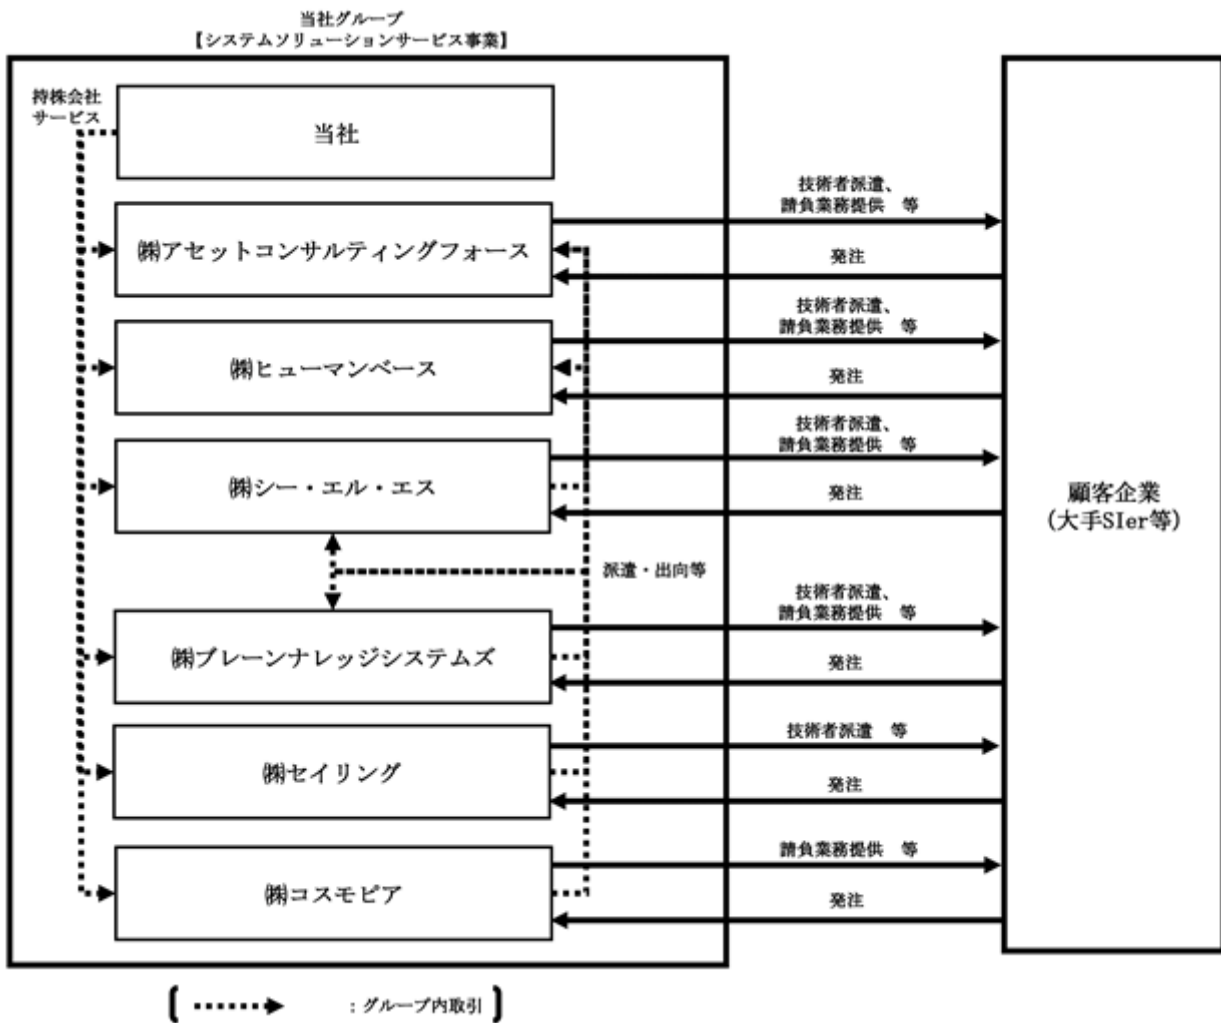 当社グループ
【システムソリューションサービス事業】
持株会社
サービス
当社
㈱アセットコンサルティングフォース
技術者派遣、
請負業務提供　等
発注
㈱ヒューマンベース
技術者派遣、
請負業務提供　等
発注
㈱シー・エル・エス
技術者派遣、
請負業務提供　等
発注
顧客企業
(大手SIer等)
派遣・出向等
㈱ブレーンナレッジシステムズ
技術者派遣、
請負業務提供　等
発注
㈱セイリング
技術者派遣　等
発注
㈱コスモピア
請負業務提供　等
発注
：グループ内取引